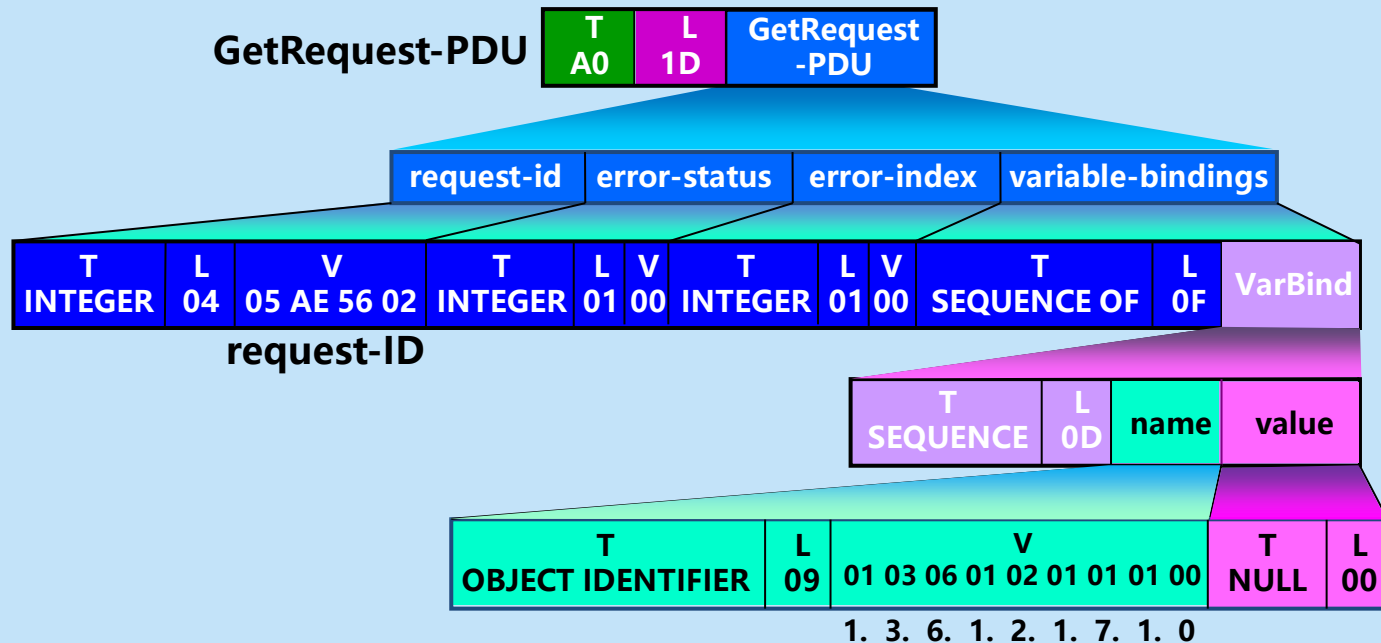 GetRequest-PDU
T L GetRequest
A0 1D -PDU
request-id error-status error-index variable-bindings
T L V T L V T L V T L VarBind
INTEGER 04 05 AE 56 02 INTEGER 01 00 INTEGER 01 00 SEQUENCE OF 0F
request-ID
T L name value
SEQUENCE 0D
T L V T L
OBJECT IDENTIFIER 09 01 03 06 01 02 01 01 01 00 NULL 00
1. 3. 6. 1. 2. 1. 7. 1. 0